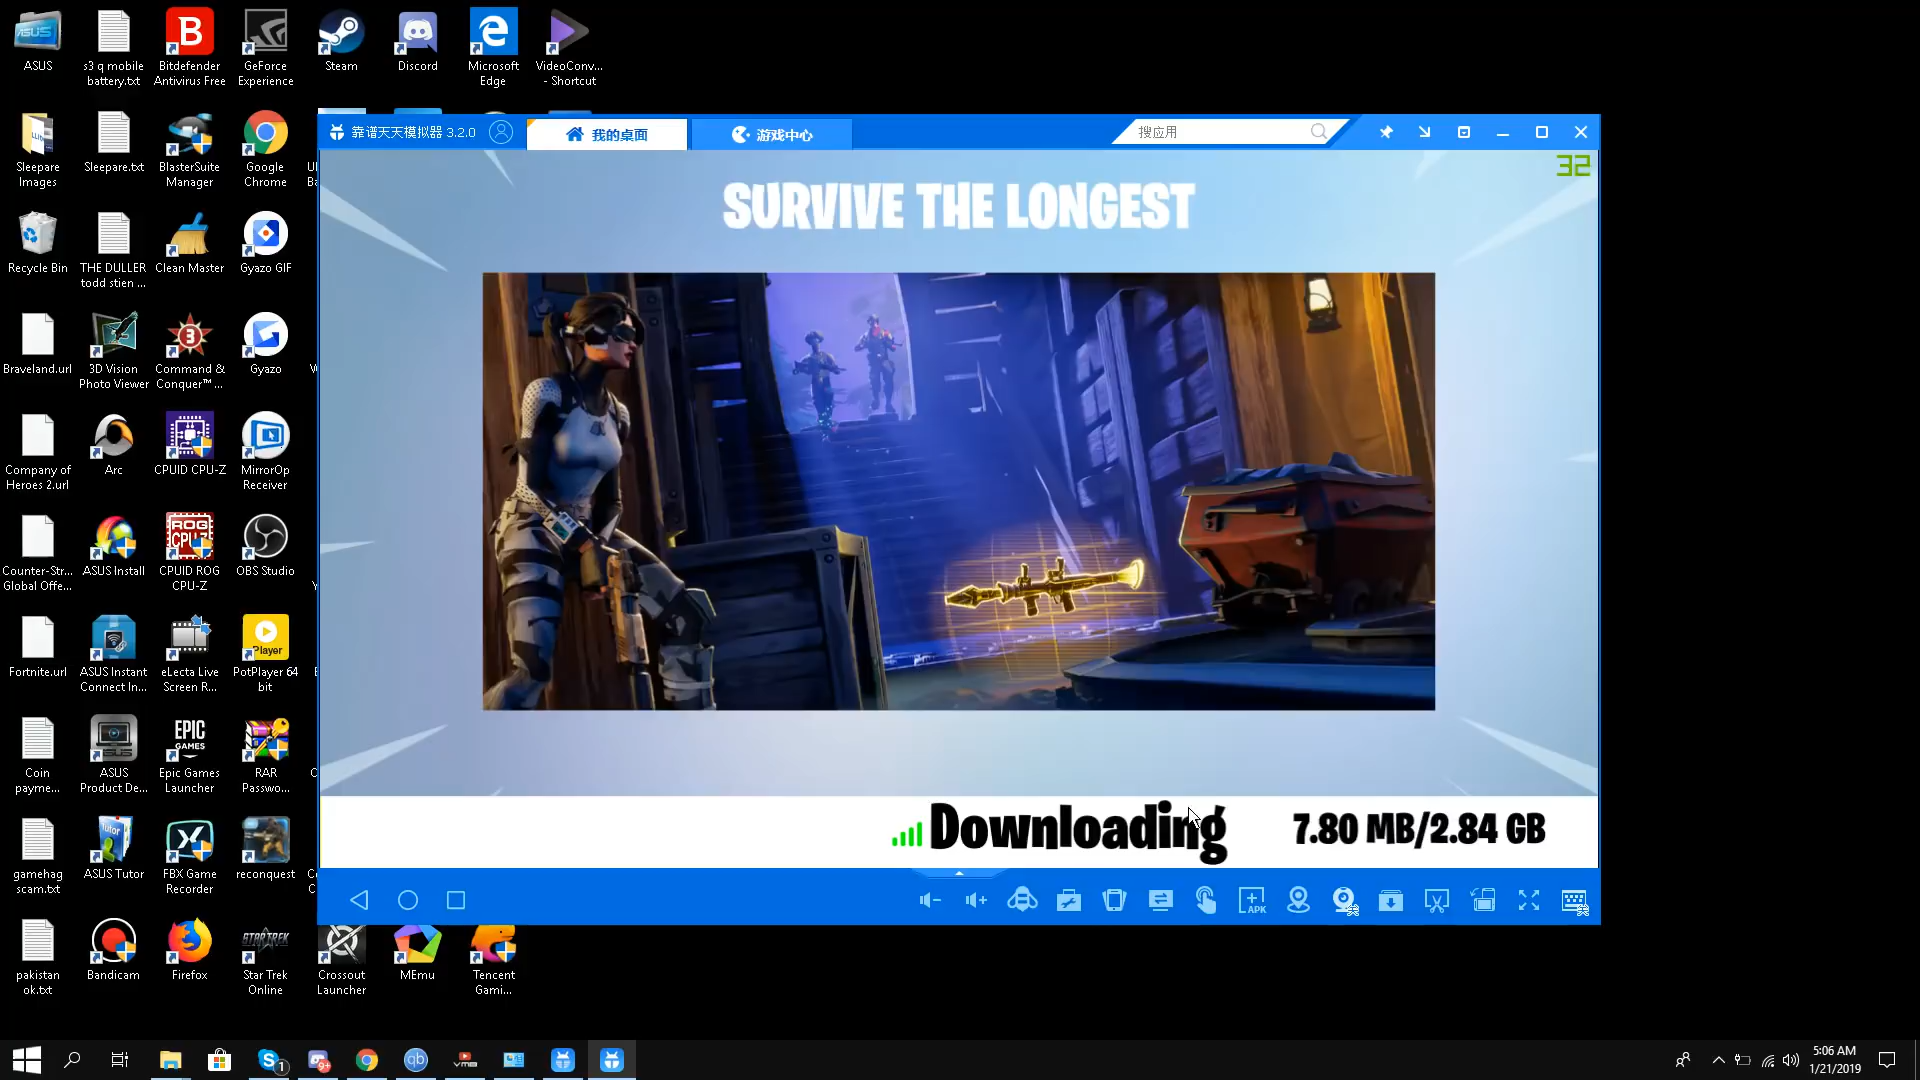 ASUS
s3 q mobile
battery.txt
Bitdefender
Antivirus Free
GeForce
Experience
Steam
Discord
Microsoft
Edge
VideoConv...
- Shortcut
靠谱天天模拟器 3.2.0
我的桌面
游戏中心
搜应用
Sleepare
Images
Sleepare.txt
BlasterSuite
Manager
Google
Chrome
32
SURVIVE THE LONGEST
Recycle Bin
THE DULLER
todd stien ...
Clean Master
Gyazo GIF
Braveland.url
3D Vision
Photo Viewer
Command &
Conquer™ ...
Gyazo
Company of
Heroes 2.url
Arc
CPUID CPU-Z
MirrorOp
Receiver
Counter-Str...
Global Offe...
ASUS Install
CPUID ROG
CPU-Z
OBS Studio
Fortnite.url
ASUS Instant
Connect In...
eLecta Live
Screen R...
PotPlayer 64
bit
Coin
payme...
ASUS
Product De...
Epic Games
Launcher
RAR
Passwo...
Downloading
7.80 MB/2.84 GB
gamehag
scam.txt
ASUS Tutor
FBX Game
Recorder
reconquest
APK
pakistan
ok.txt
Bandicam
Firefox
Star Trek
Online
Crossout
Launcher
MEmu
Tencent
Gami...
5:06 AM
1/21/2019